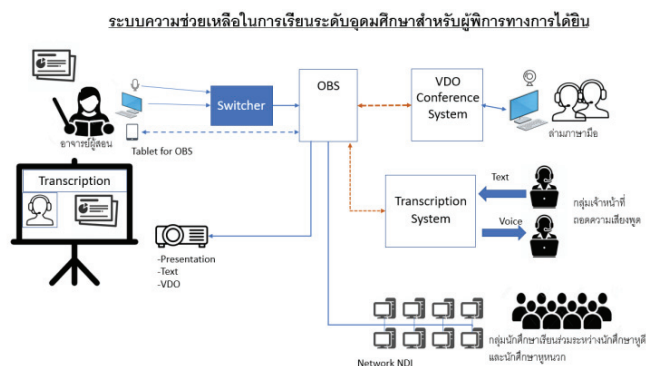 ระบบความช่วยเหลือในการเรียนระดับอุดมศึกษาสำหรับผู้พิการทางการได้ยิน
อาจารย์ผู้สอน
Switcher
Tablet for OBS
OBS
VDO
Conference
System
ล่ามภาษามือ
Transcription
Transcription
System
Text
Voice
กลุ่มเจ้าหน้าที่
ถอดความเสียงพูด
-Presentation
-Text
-VDO
Network NDI
กลุ่มนักศึกษาเรียนร่วมระหว่างนักศึกษาหูดี
และนักศึกษาหูหนวก